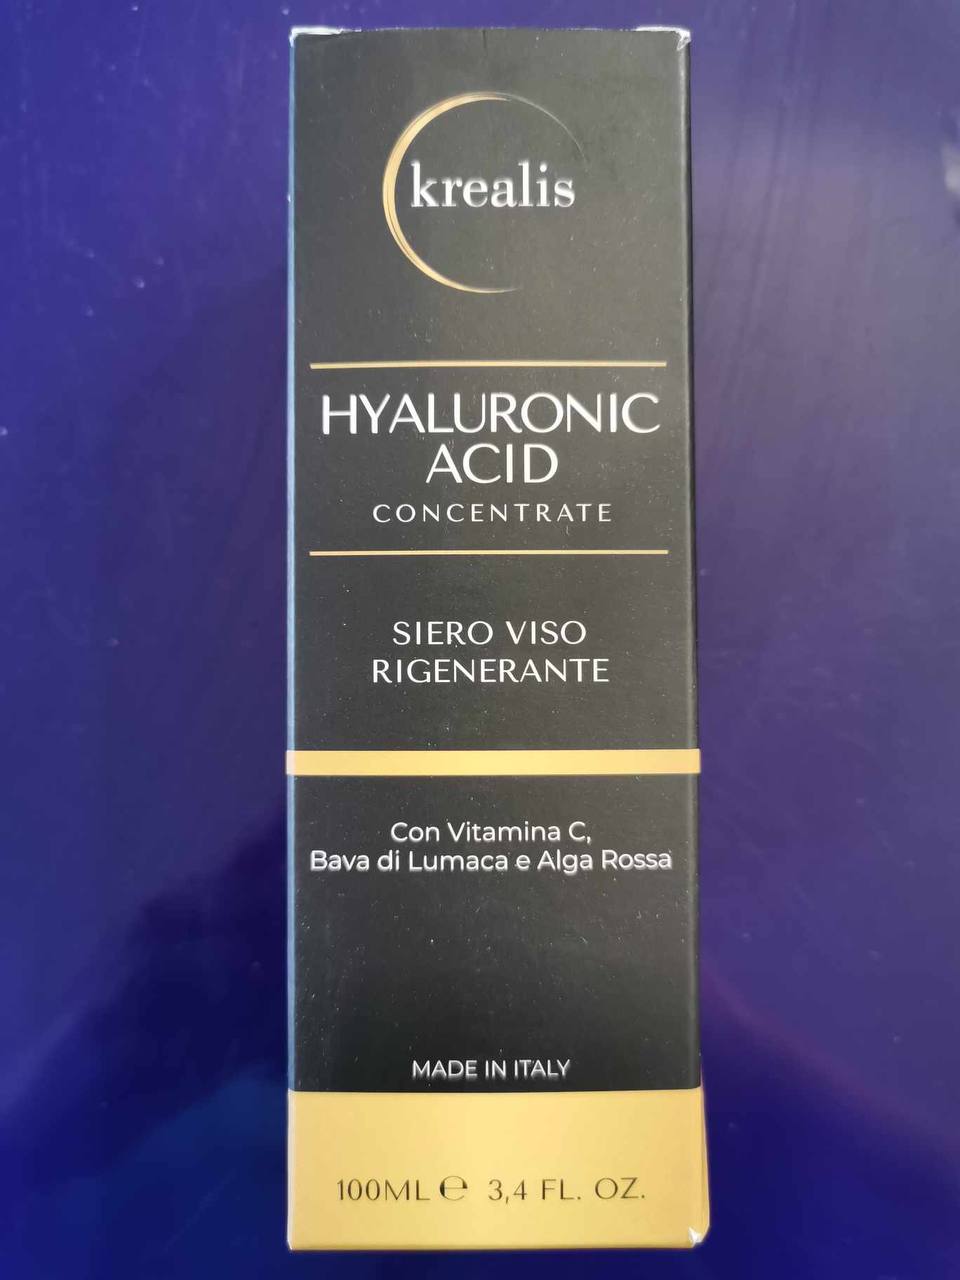 krealis
HYALURONIC
ACID
CONCENTRATE
SIERO VISO
RIGENERANTE
Con Vitamina C,
Bava di Lumaca e Alga Rossa
MADE IN ITALY
100ML ℮ 3,4 FL. OZ.